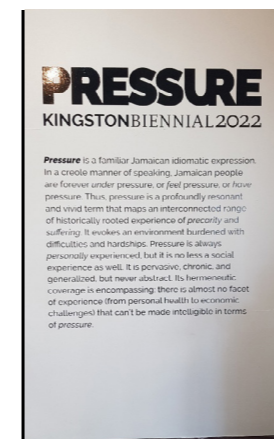 PRESSURE
KINGSTONBIENNIAL2022
Pressure is a familiar Jamaican idiomatic expression.
In a creole manner of speaking, Jamaican people
are forever under pressure, or feel pressure, or have
pressure. Thus, pressure is a profoundly resonant
and vivid term that maps an interconnected range
of historically rooted experience of precarity and
suffering. It evokes an environment burdened with
difficulties and hardships. Pressure is always
personally experienced, but it is no less a social
experience as well. It is pervasive, chronic, and
generalized, but never abstract. Its hermeneutic
coverage is encompassing: there is almost no facet
of experience (from personal health to economic
challenges) that can't be made intelligible in terms
of pressure.